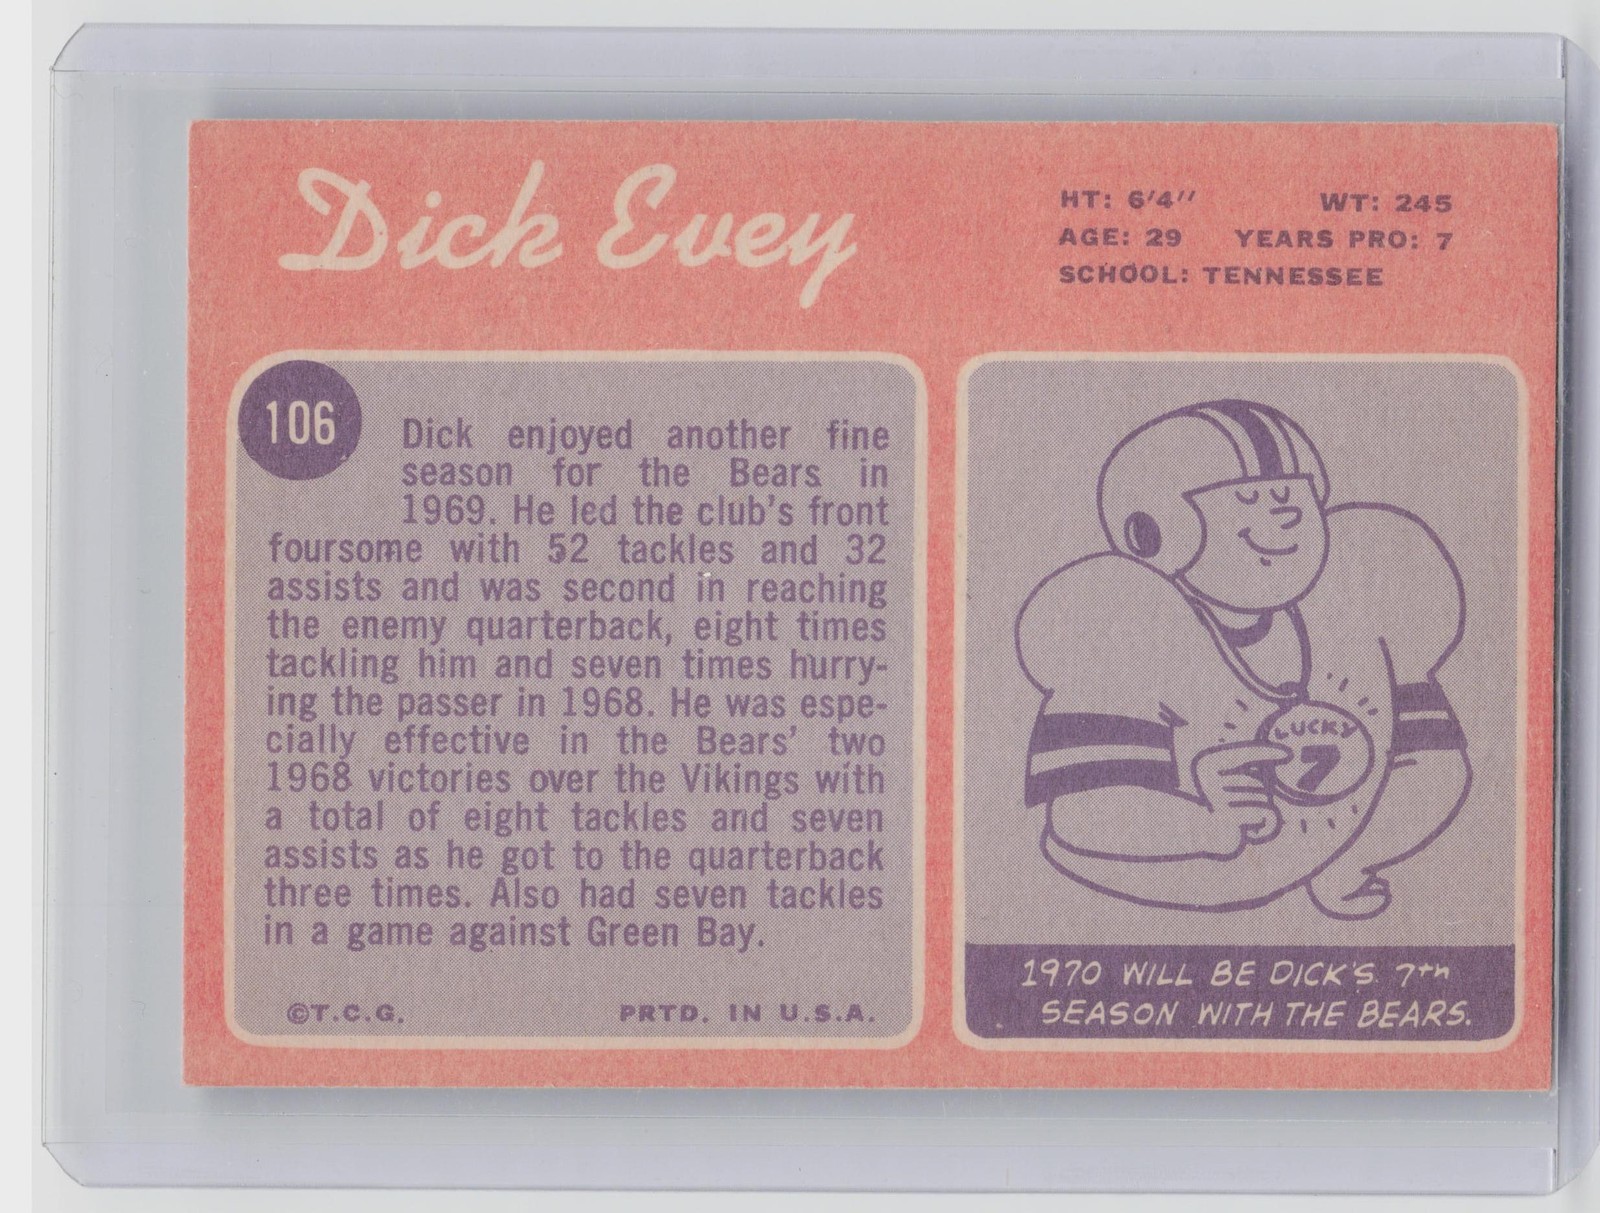 Dick Evey
HT: 6'4'' WT: 245
AGE: 29 YEARS PRO: 7
SCHOOL: TENNESSEE
106
Dick enjoyed another fine
season for the Bears in
1969. He led the club's front
foursome with 52 tackles and 32
assists and was second in reaching
the enemy quarterback, eight times
tackling him and seven times hurry-
ing the passer in 1968. He was espe-
cially effective in the Bears' two
1968 victories over the Vikings with
a total of eight tackles and seven
assists as he got to the quarterback
three times. Also had seven tackles
in a game against Green Bay.
©T.C.G. PRTD. IN U.S.A.
LUCKY
7
1970 WILL BE DICK'S 7th
SEASON WITH THE BEARS.